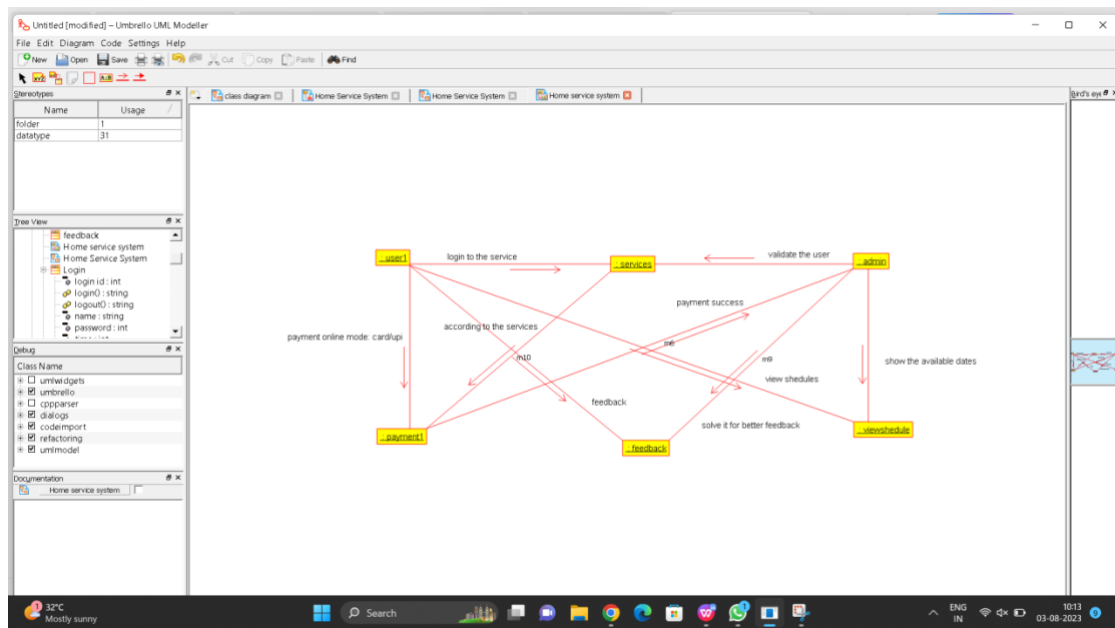 Untitled [modified] – Umbrello UML Modeller
File Edit Diagram Code Settings Help
New Open Save Cut Copy Paste Find
Stereotypes
Name Usage
folder 1
datatype 31
class diagram Home Service System Home Service System Home service system
Bird's eye
Tree View
feedback
Home service system
Home Service System
Login
login id : int
login() : string
logout() : string
name : string
password : int
Debug
Class Name
umlwidgets
umbrello
cppparser
dialogs
codeimport
refactoring
umlmodel
Documentation
Home service system
: user1
login to the service
: services
validate the user
: admin
payment success
according to the services
payment online mode: card/upi
m6
m10
m9
show the available dates
view shedules
feedback
solve it for better feedback
: payment1
: feedback
: viewshedule
1
32°C
Mostly sunny
Search
ENG
IN
10:13
03-08-2023
9